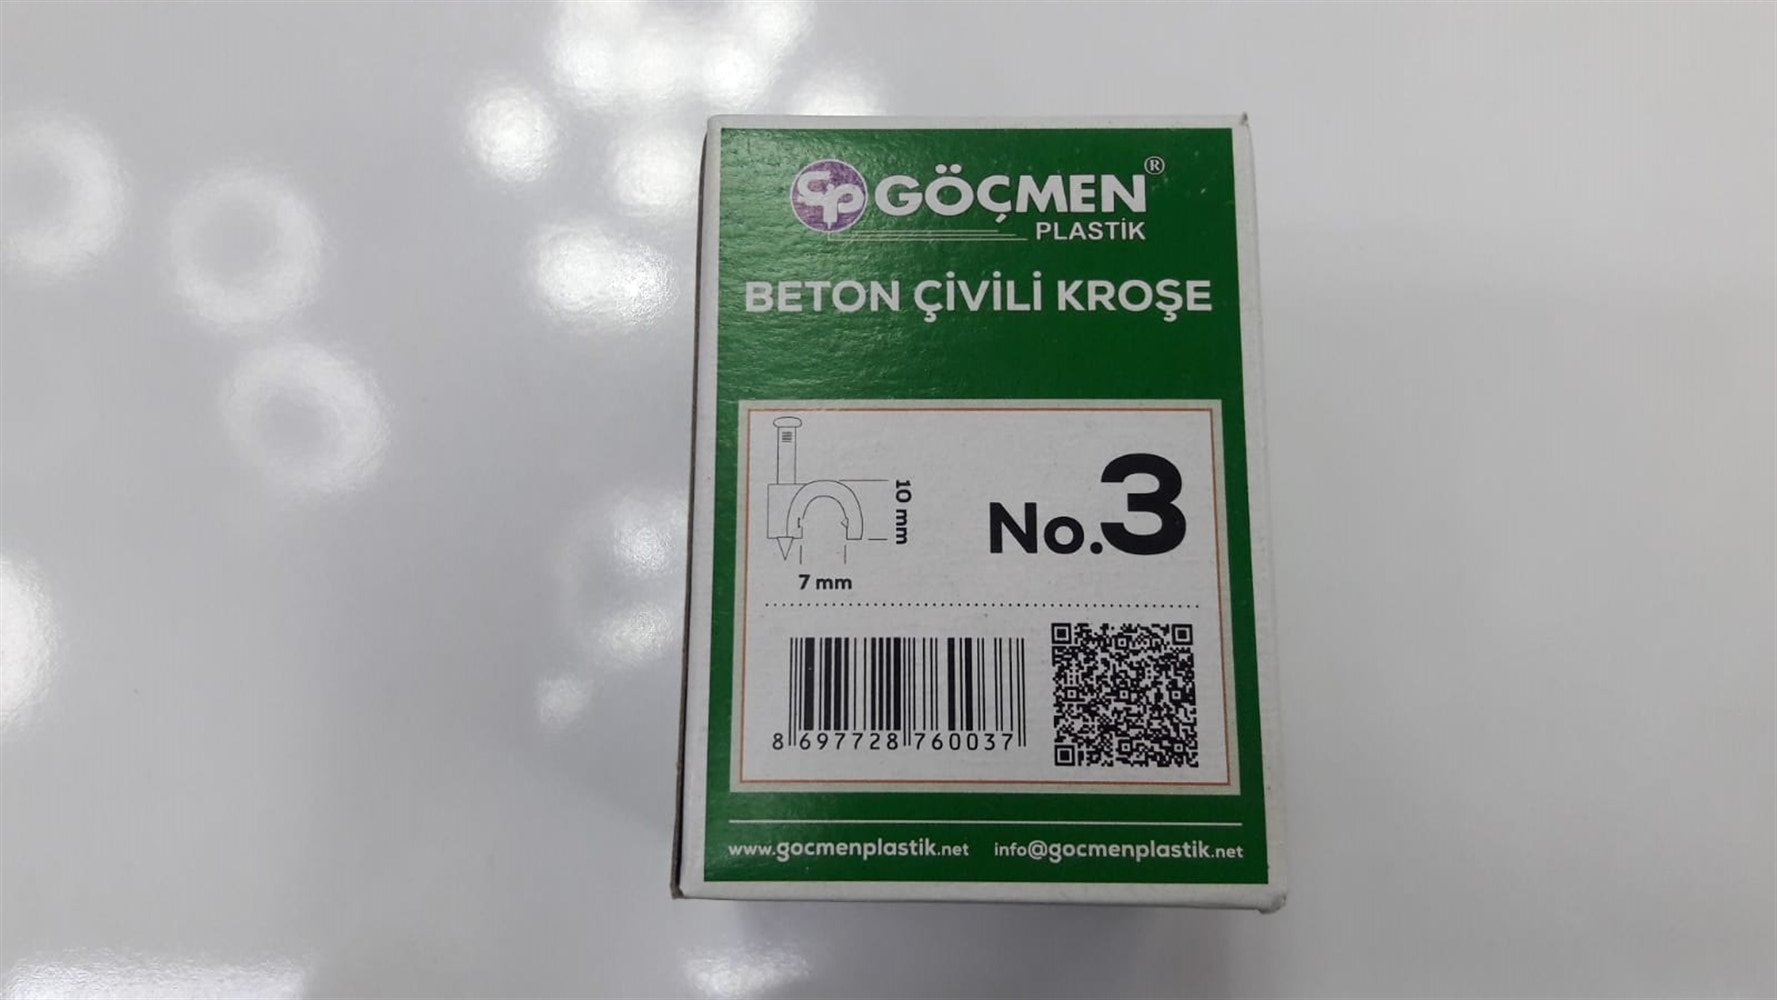 GP GÖÇMEN®
PLASTİK
BETON ÇİVİLİ KROŞE
10 mm
No.3
7 mm
8 697728 760037
www.gocmenplastik.net info@gocmenplastik.net